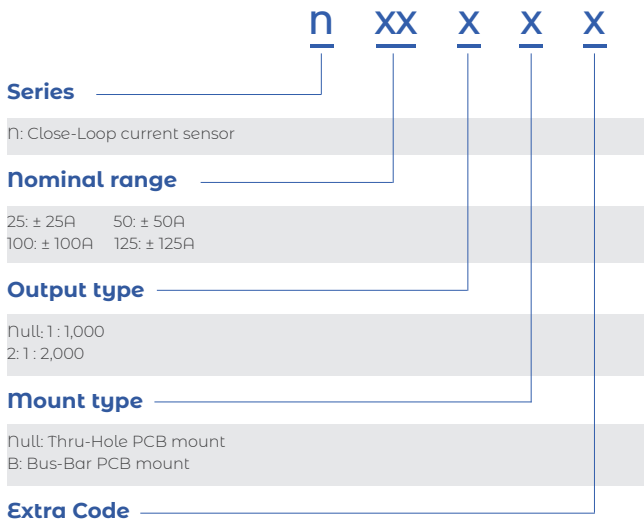 n xx x x x
Series
N: Close-Loop current sensor
Nominal range
25: ± 25A 50: ± 50A
100: ± 100A 125: ± 125A
Output type
Null: 1 : 1,000
2: 1 : 2,000
Mount type
Null: Thru-Hole PCB mount
B: Bus-Bar PCB mount
Extra Code